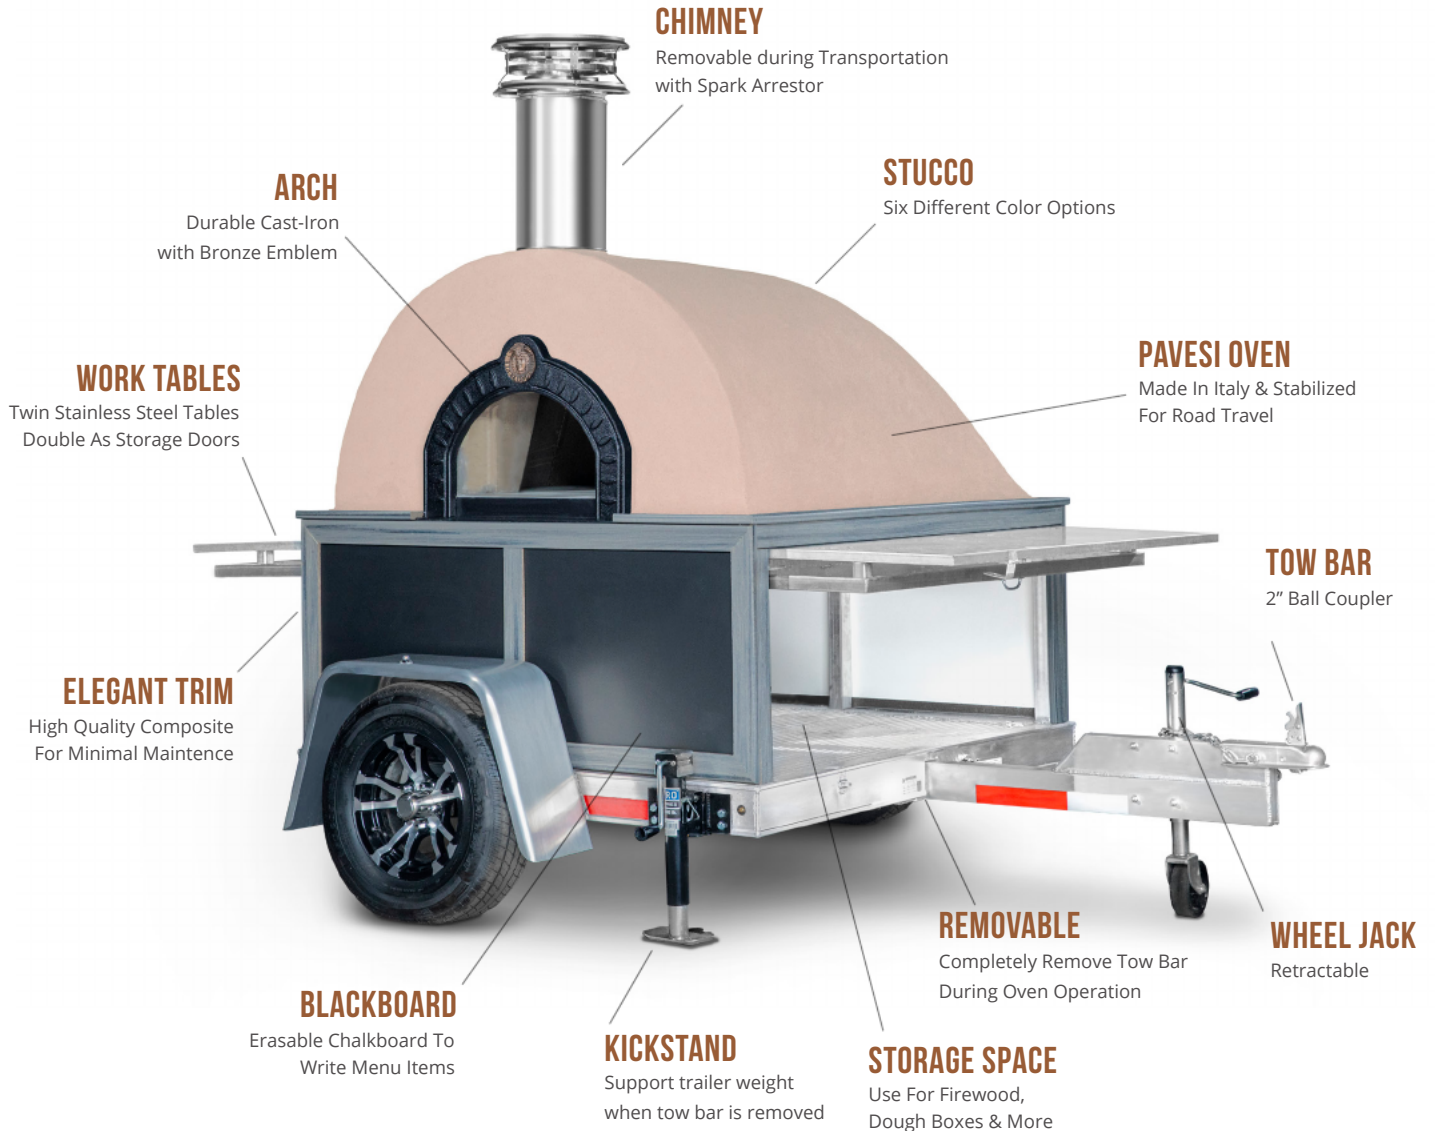 CHIMNEY
Removable during Transportation
with Spark Arrestor
STUCCO
Six Different Color Options
ARCH
Durable Cast-Iron
with Bronze Emblem
PAVESI OVEN
Made In Italy & Stabilized
For Road Travel
WORK TABLES
Twin Stainless Steel Tables
Double As Storage Doors
TOW BAR
2” Ball Coupler
ELEGANT TRIM
High Quality Composite
For Minimal Maintence
REMOVABLE
Completely Remove Tow Bar
During Oven Operation
WHEEL JACK
Retractable
BLACKBOARD
Erasable Chalkboard To
Write Menu Items
KICKSTAND
Support trailer weight
when tow bar is removed
STORAGE SPACE
Use For Firewood,
Dough Boxes & More